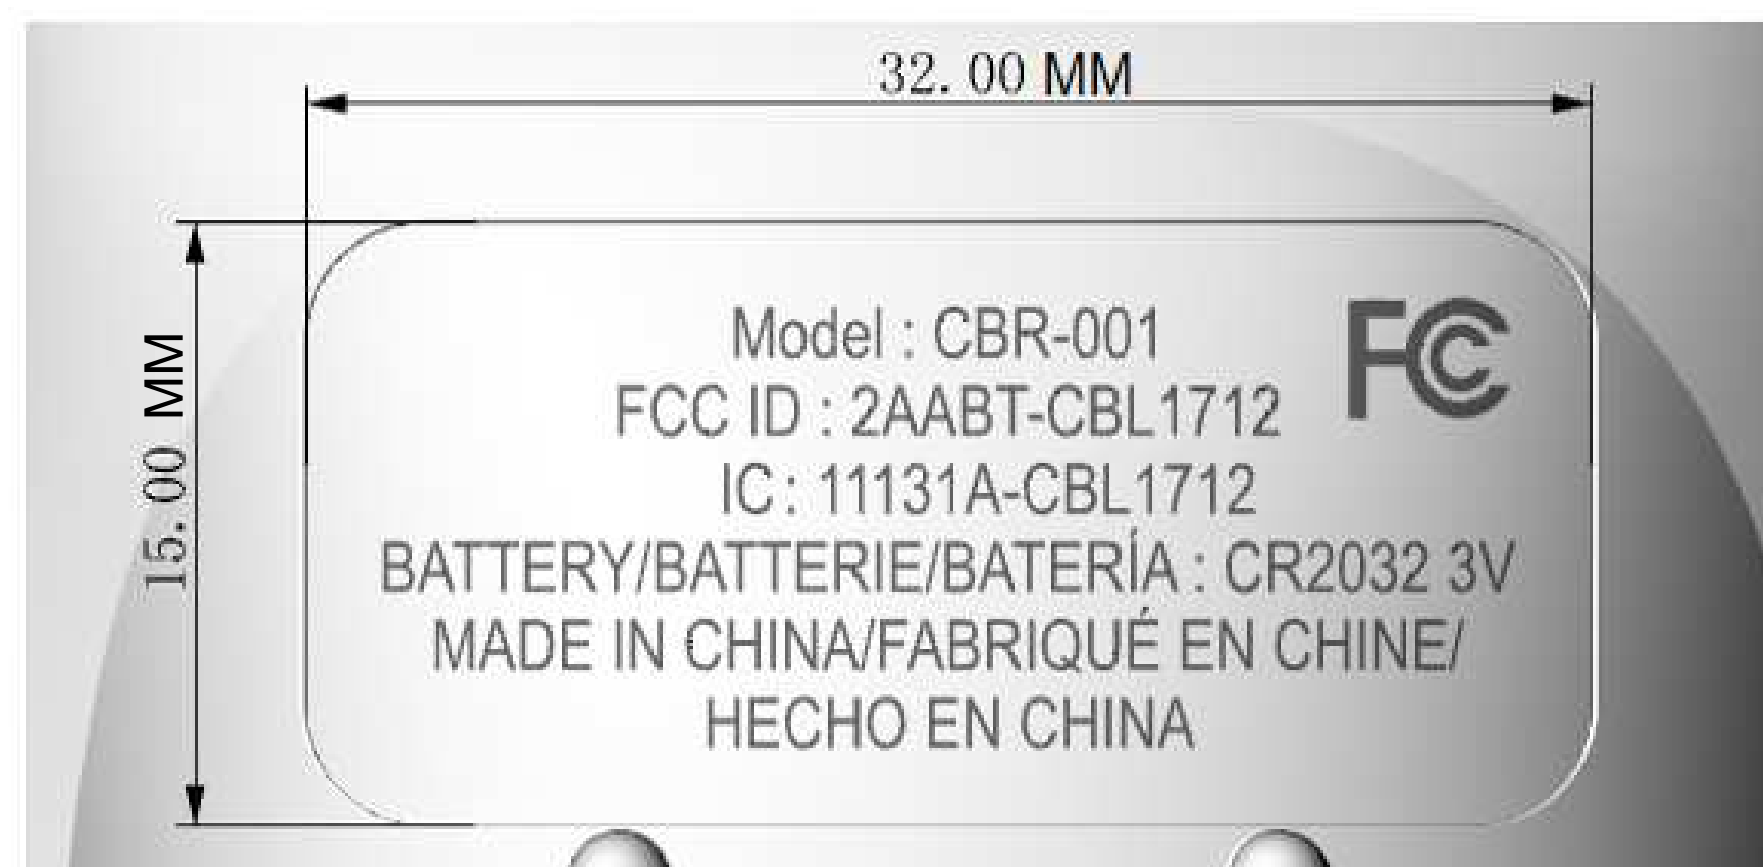 32.00 MM
15.00 MM
Model : CBR-001
FCC
FCC ID : 2AABT-CBL1712
IC : 11131A-CBL1712
BATTERY/BATTERIE/BATERÍA : CR2032 3V
MADE IN CHINA/FABRIQUÉ EN CHINE/
HECHO EN CHINA